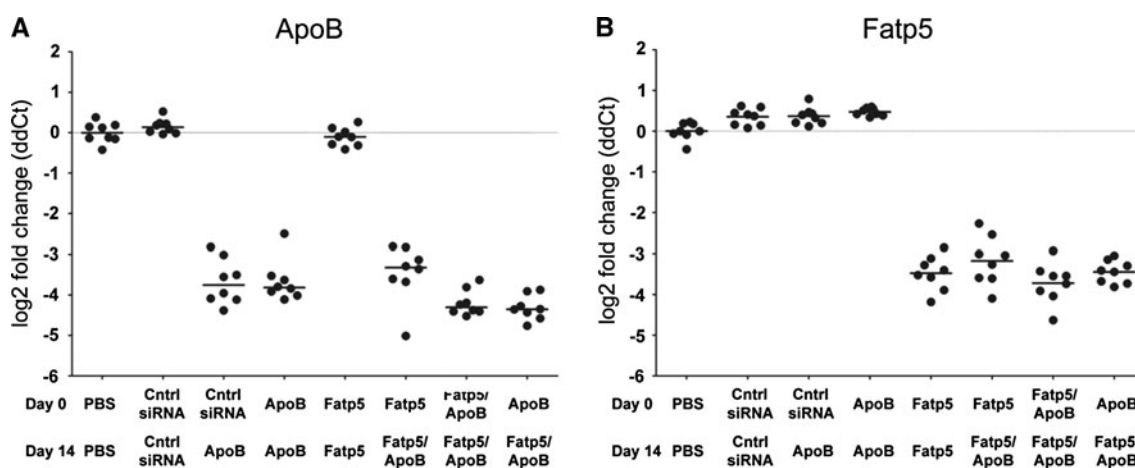 A
ApoB
B
Fatp5
log2 fold change (ddCt)
2
1
0
-1
-2
-3
-4
-5
-6
log2 fold change (ddCt)
2
1
0
-1
-2
-3
-4
-5
-6
Day 0 PBS Cntrl siRNA Cntrl siRNA ApoB Fatp5 Fatp5 Fatp5/ ApoB ApoB
Day 14 PBS Cntrl siRNA ApoB ApoB Fatp5 Fatp5/ ApoB Fatp5/ ApoB Fatp5/ ApoB
Day 0 PBS Cntrl siRNA Cntrl siRNA ApoB Fatp5 Fatp5 Fatp5/ ApoB ApoB
Day 14 PBS Cntrl siRNA ApoB ApoB Fatp5 Fatp5/ ApoB Fatp5/ ApoB Fatp5/ ApoB